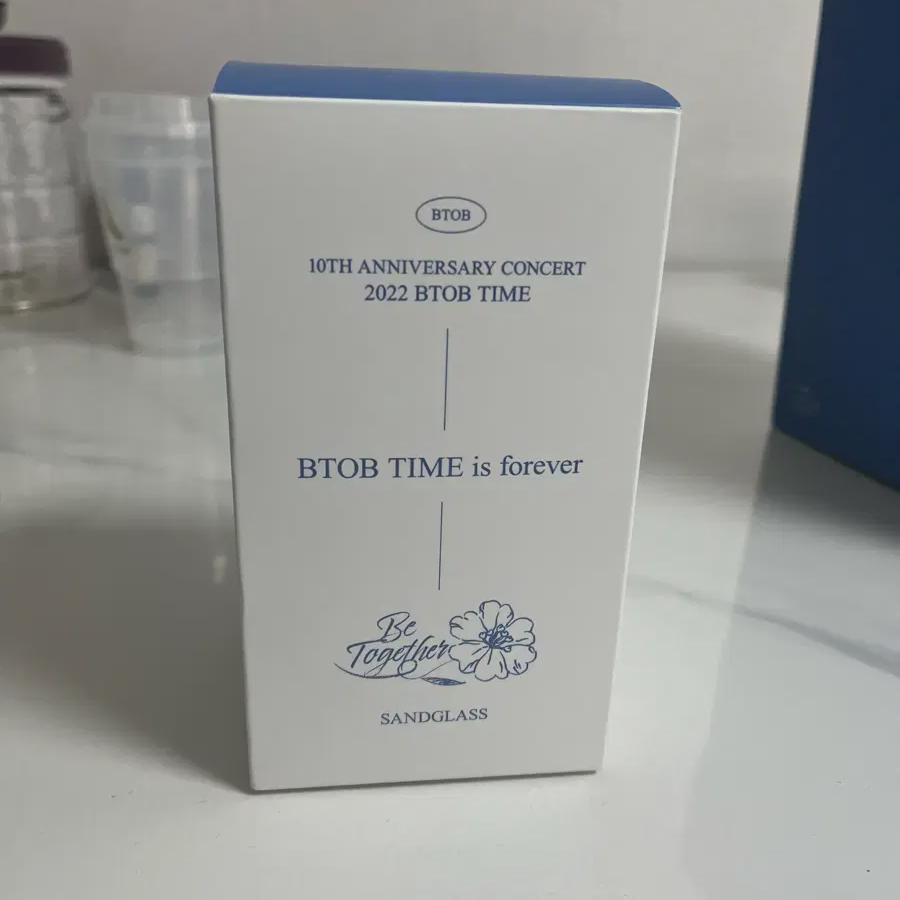 BTOB
10TH ANNIVERSARY CONCERT
2022 BTOB TIME
BTOB TIME is forever
Be
Together
SANDGLASS